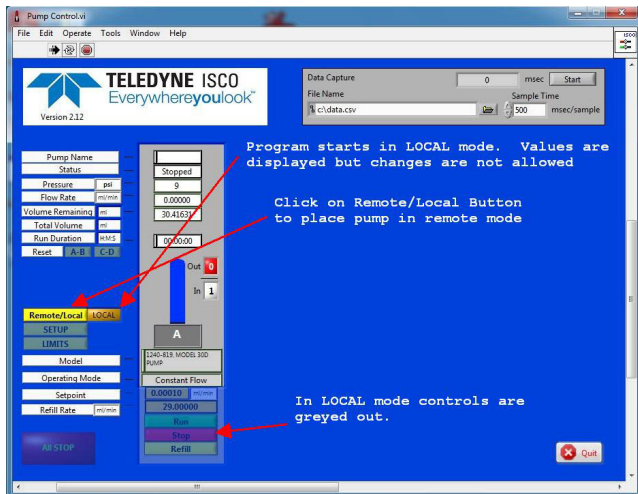 Pump Control.vi
File Edit Operate Tools Window Help
ISCO
TELEDYNE ISCO
Everywhereyoulook™
Version 2.12
Data Capture 0 msec Start
File Name Sample Time
c:\data.csv 500 msec/sample
Program starts in LOCAL mode. Values are
displayed but changes are not allowed
Pump Name
Status Stopped
Pressure psi 9
Flow Rate ml/min 0.00000
Volume Remaining ml 30.41631
Total Volume ml
Run Duration H:M:S 00:00:00
Reset A-B C-D
Click on Remote/Local Button
to place pump in remote mode
Out 0
In 1
Remote/Local LOCAL
SETUP
LIMITS
A
Model 1240-819, MODEL 30D
PUMP
Operating Mode Constant Flow
Setpoint 0.00010 ml/min
Refill Rate ml/min 29.00000
Run
Stop
Refill
In LOCAL mode controls are
greyed out.
All STOP
Quit